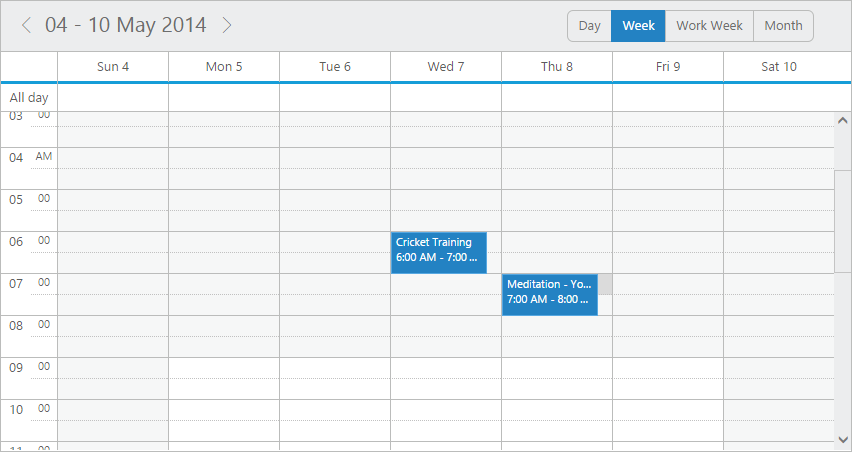 04 - 10 May 2014
Day Week Work Week Month
Sun 4 Mon 5 Tue 6 Wed 7 Thu 8 Fri 9 Sat 10
All day
03 00
04 AM
05 00
06 00
Cricket Training
6:00 AM - 7:00 ...
07 00
Meditation - Yo...
7:00 AM - 8:00 ...
08 00
09 00
10 00
11 00